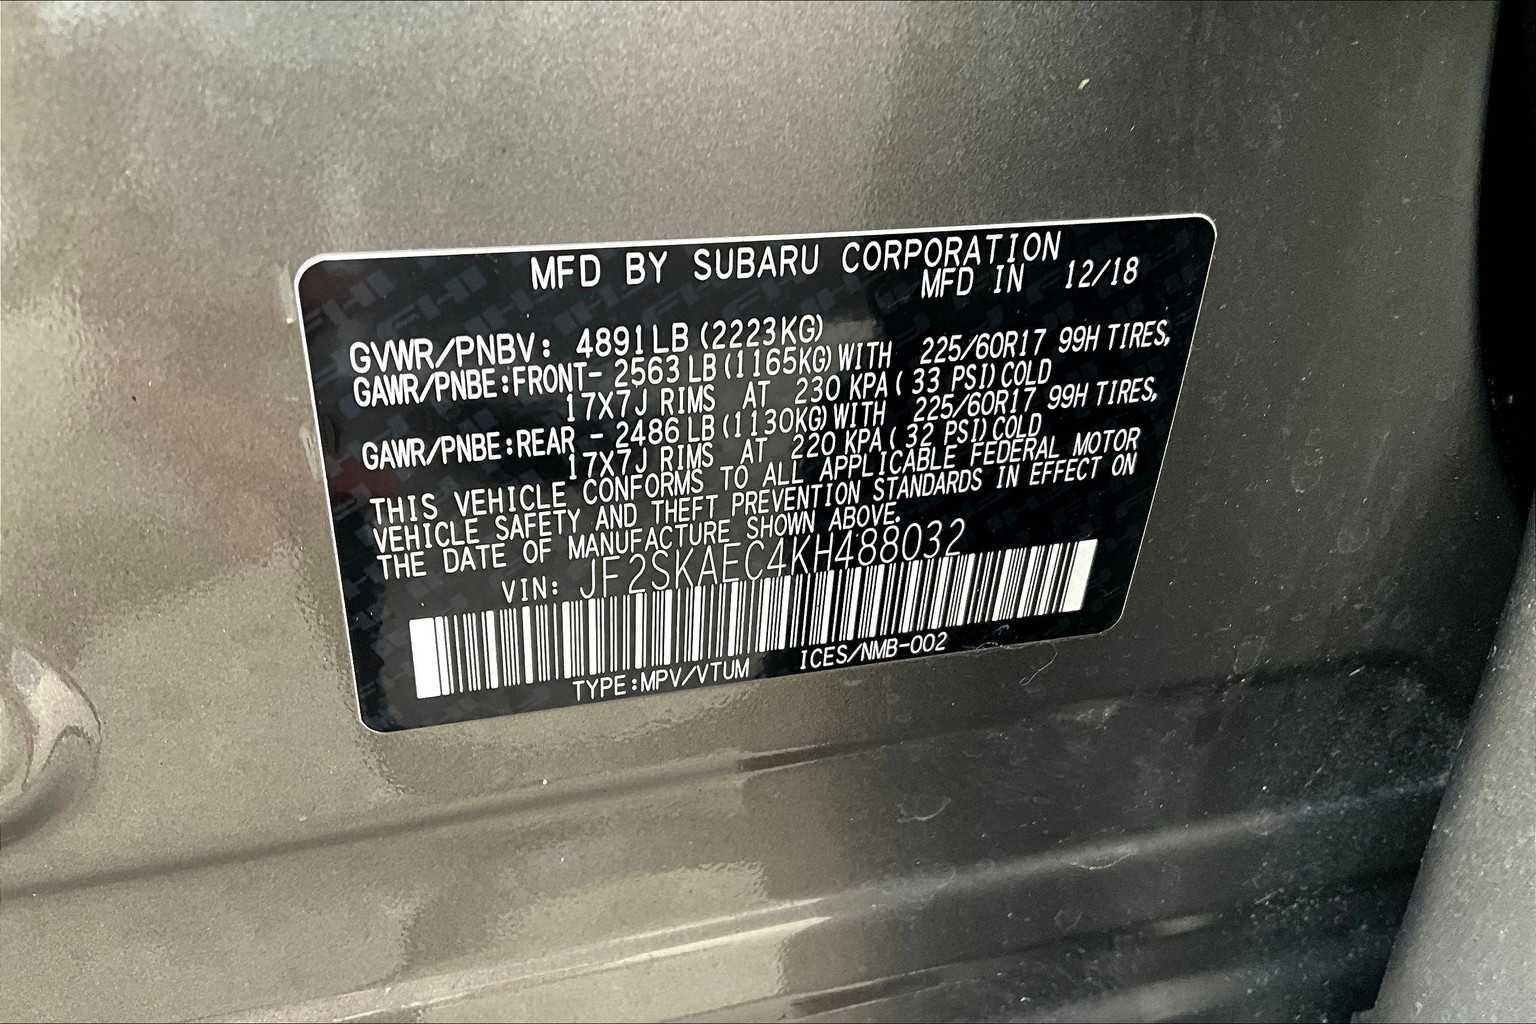 MFD BY SUBARU CORPORATION
MFD IN 12/18
GVWR/PNBV: 4891LB (2223KG)
GAWR/PNBE:FRONT- 2563LB(1165KG)WITH 225/60R17 99H TIRES,
17X7J RIMS AT 230 KPA( 33 PSI)COLD
GAWR/PNBE:REAR - 2486LB(1130KG)WITH 225/60R17 99H TIRES,
17X7J RIMS AT 220 KPA( 32 PSI)COLD
THIS VEHICLE CONFORMS TO ALL APPLICABLE FEDERAL MOTOR
VEHICLE SAFETY AND THEFT PREVENTION STANDARDS IN EFFECT ON
THE DATE OF MANUFACTURE SHOWN ABOVE.
VIN: JF2SKAEC4KH488032
TYPE:MPV/VTUM ICES/NMB-002